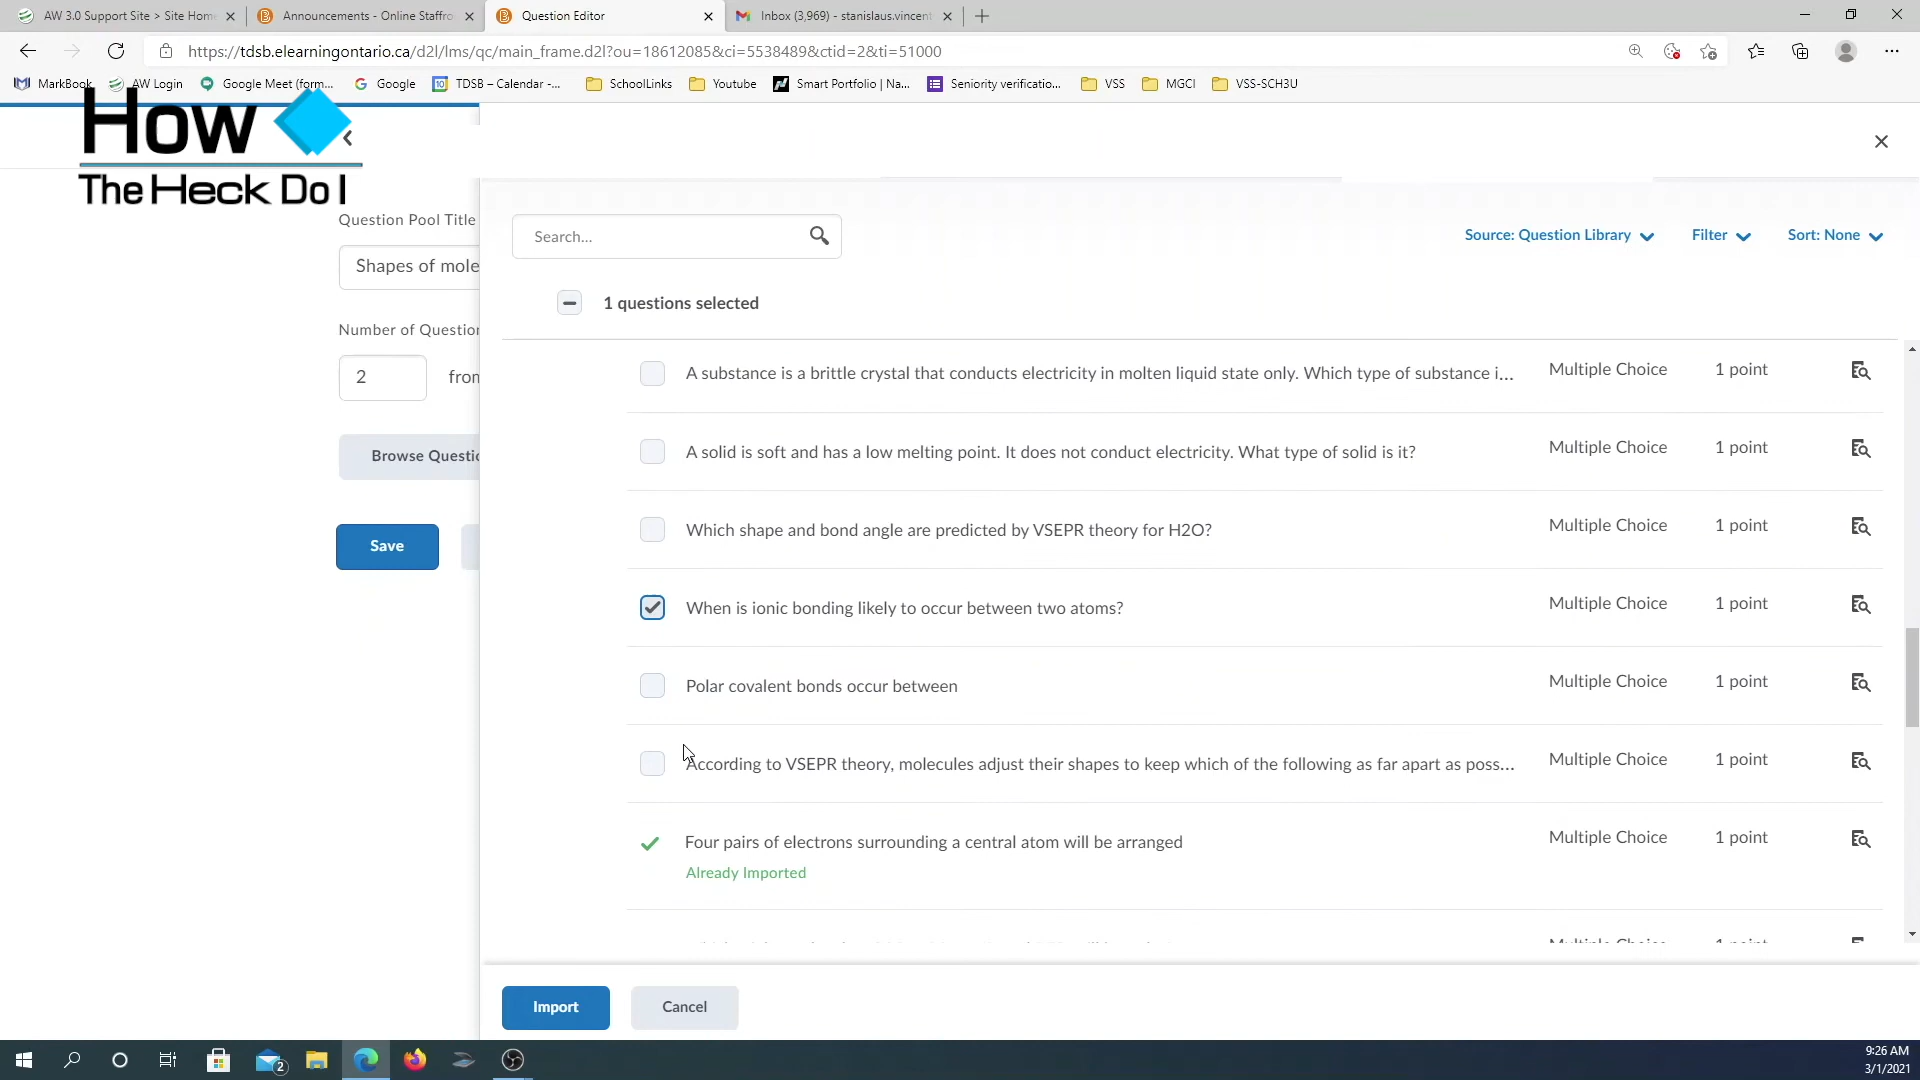 AW 3.0 Support Site > Site Home
Announcements - Online Staffro
Question Editor
Inbox (3,969) - stanislaus.vincent
https://tdsb.elearningontario.ca/d2l/lms/qc/main_frame.d2l?ou=18612085&ci=5538489&ctid=2&ti=51000
MarkBook
AW Login
Google Meet (form...
Google
TDSB – Calendar -...
SchoolLinks
Youtube
Smart Portfolio | Na...
Seniority verificatio...
VSS
MGCI
VSS-SCH3U
How
The Heck Do I
Question Pool Title
Shapes of mole
Number of Question
2 from
Browse Questio
Save
Search...
Source: Question Library
Filter
Sort: None
1 questions selected
A substance is a brittle crystal that conducts electricity in molten liquid state only. Which type of substance i... Multiple Choice 1 point
A solid is soft and has a low melting point. It does not conduct electricity. What type of solid is it? Multiple Choice 1 point
Which shape and bond angle are predicted by VSEPR theory for H2O? Multiple Choice 1 point
When is ionic bonding likely to occur between two atoms? Multiple Choice 1 point
Polar covalent bonds occur between Multiple Choice 1 point
According to VSEPR theory, molecules adjust their shapes to keep which of the following as far apart as poss... Multiple Choice 1 point
Four pairs of electrons surrounding a central atom will be arranged Multiple Choice 1 point
Already Imported
Multiple Choice 1 point
Import
Cancel
2
9:26 AM
3/1/2021